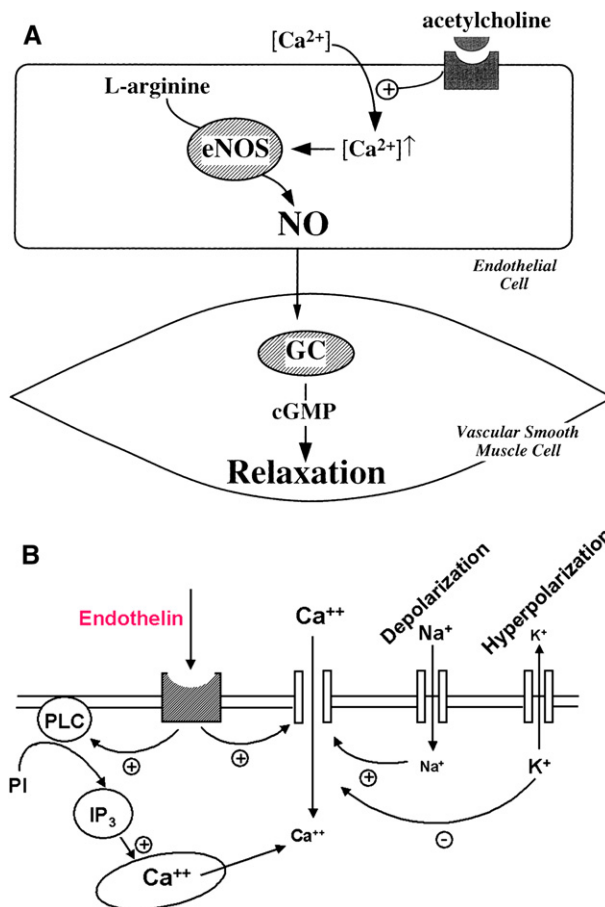 A
acetylcholine
[Ca²⁺]
+
L-arginine
eNOS
[Ca²⁺]↑
NO
Endothelial
Cell
GC
cGMP
Vascular Smooth
Muscle Cell
Relaxation
B
Depolarization
Hyperpolarization
Endothelin
Ca⁺⁺
Na⁺
K⁺
PLC
+
+
PI
+
Na⁺
K⁺
IP₃
+
Ca⁺⁺
−
Ca⁺⁺